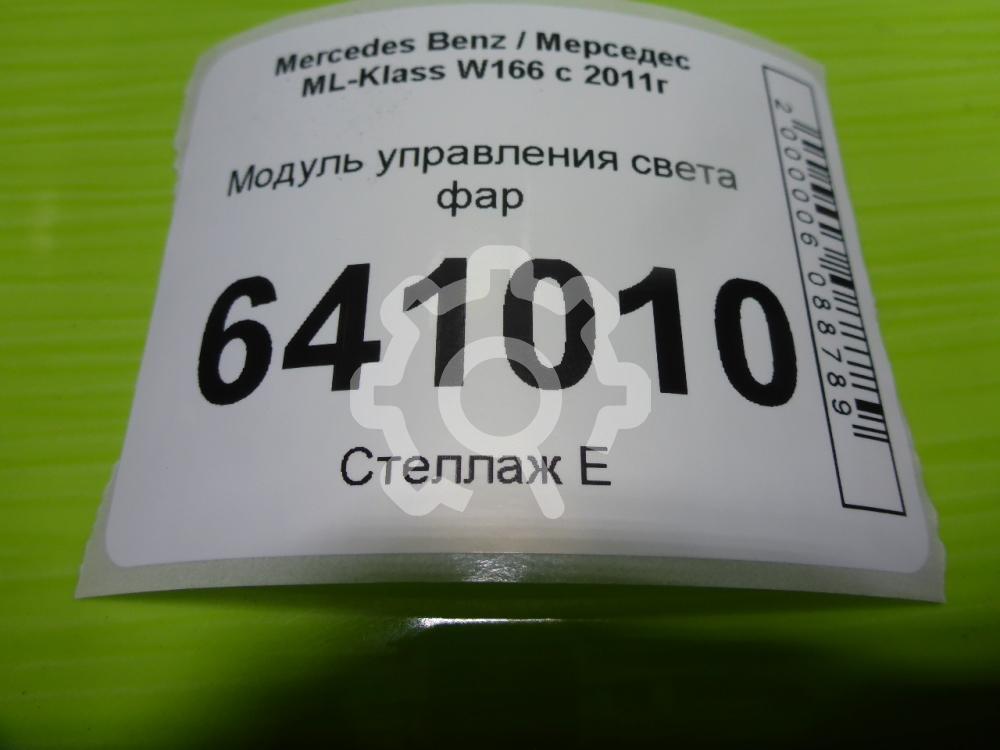 Mercedes Benz / Мерседес
ML-Klass W166 с 2011г
Модуль управления света
фар
641010
Стеллаж Е
2000006088789